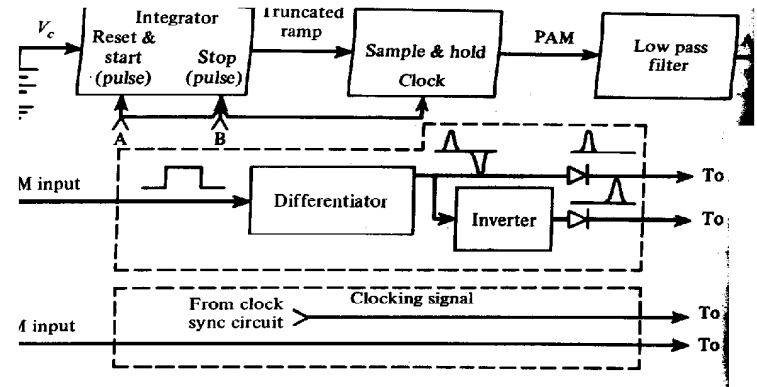 V_c
Integrator
Reset &
start
(pulse)
Stop
(pulse)
Truncated
ramp
Sample & hold
Clock
PAM
Low pass
filter
A
B
M input
Differentiator
Inverter
To
To
From clock
sync circuit
Clocking signal
To
M input
To